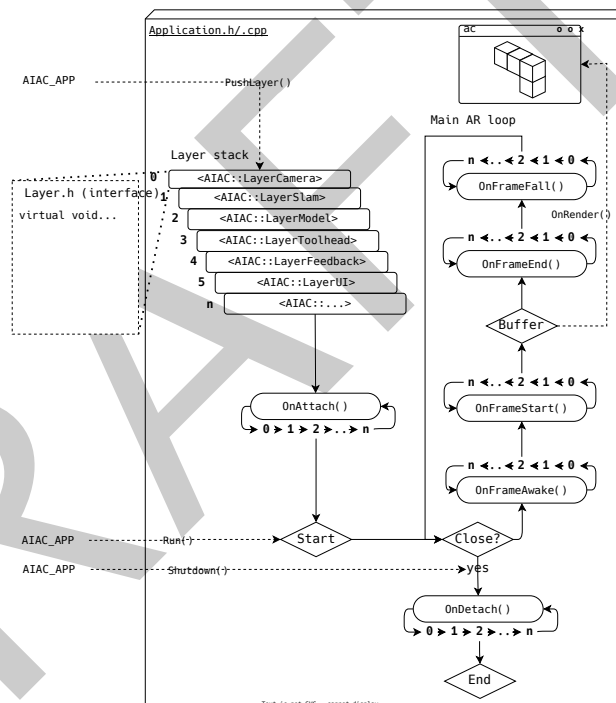 Application.h/.cpp
ac o o x
AIAC_APP
PushLayer()
Main AR loop
Layer stack
0 <AIAC::LayerCamera>
1 <AIAC::LayerSlam>
2 <AIAC::LayerModel>
3 <AIAC::LayerToolhead>
4 <AIAC::LayerFeedback>
5 <AIAC::LayerUI>
n <AIAC::...>
Layer.h (interface)
virtual void...
n ... 2 1 0
OnFrameFall()
OnRender()
n ... 2 1 0
OnFrameEnd()
Buffer
n ... 2 1 0
OnFrameStart()
n ... 2 1 0
OnFrameAwake()
OnAttach()
0 1 2 ... n
AIAC_APP
Run()
Start
Close?
AIAC_APP
Shutdown()
yes
OnDetach()
0 1 2 ... n
End